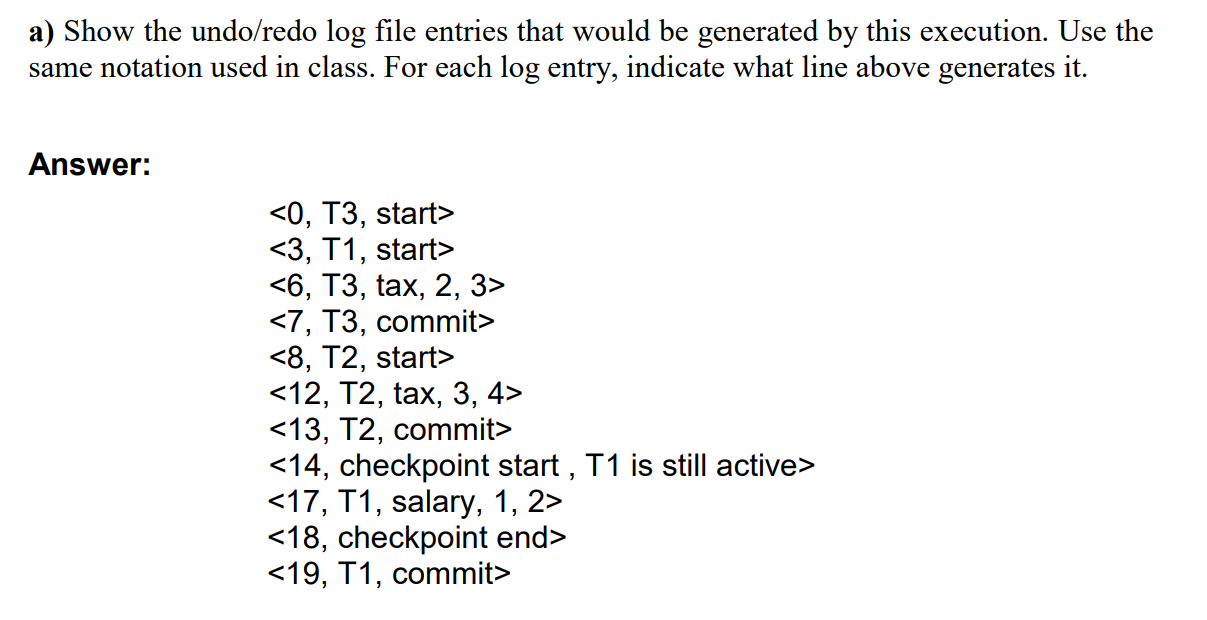 a) Show the undo/redo log file entries that would be generated by this execution. Use the
same notation used in class. For each log entry, indicate what line above generates it.
Answer:
<0, T3, start>
<3, T1, start>
<6, T3, tax, 2, 3>
<7, T3, commit>
<8, T2, start>
<12, T2, tax, 3, 4>
<13, T2, commit>
<14, checkpoint start , T1 is still active>
<17, T1, salary, 1, 2>
<18, checkpoint end>
<19, T1, commit>